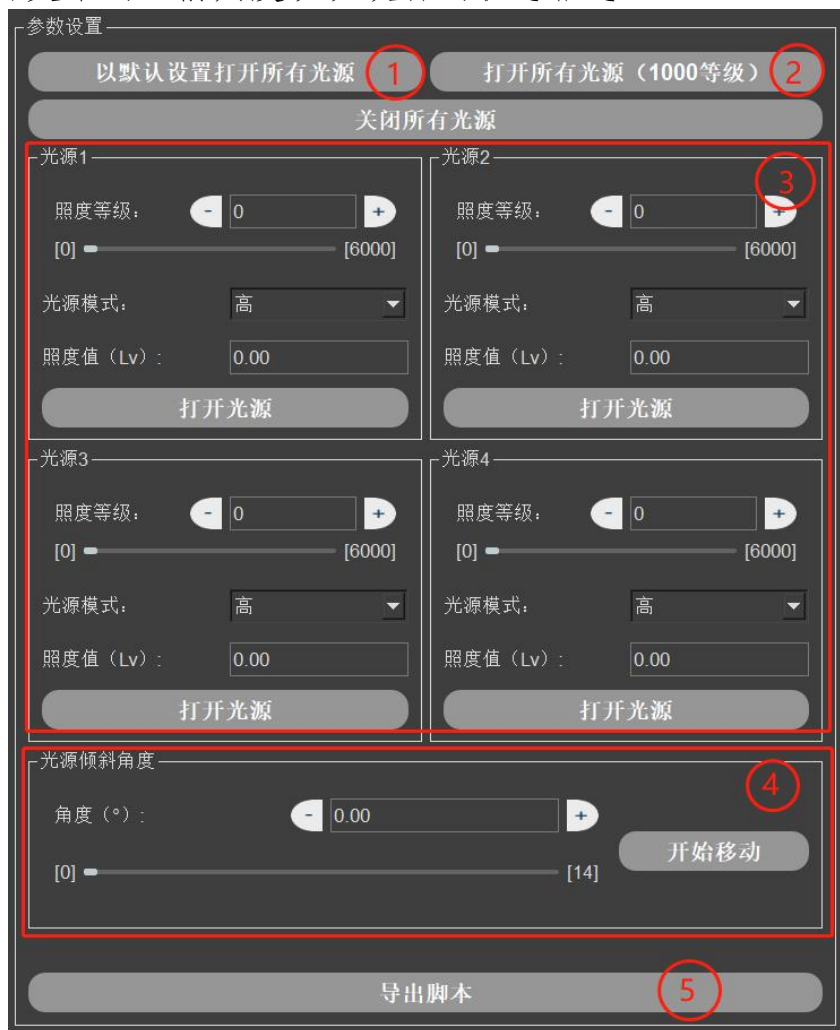 参数设置
以默认设置打开所有光源 1 打开所有光源（1000等级） 2
关闭所有光源
光源1 光源2
3
照度等级： - 0 + 照度等级： - 0 +
[0] [6000] [0] [6000]
光源模式： 高 光源模式： 高
照度值（Lv）: 0.00 照度值（Lv）: 0.00
打开光源 打开光源
光源3 光源4
照度等级： - 0 + 照度等级： - 0 +
[0] [6000] [0] [6000]
光源模式： 高 光源模式： 高
照度值（Lv）: 0.00 照度值（Lv）: 0.00
打开光源 打开光源
光源倾斜角度
4
角度（°）: - 0.00 +
开始移动
[0] [14]
导出脚本 5